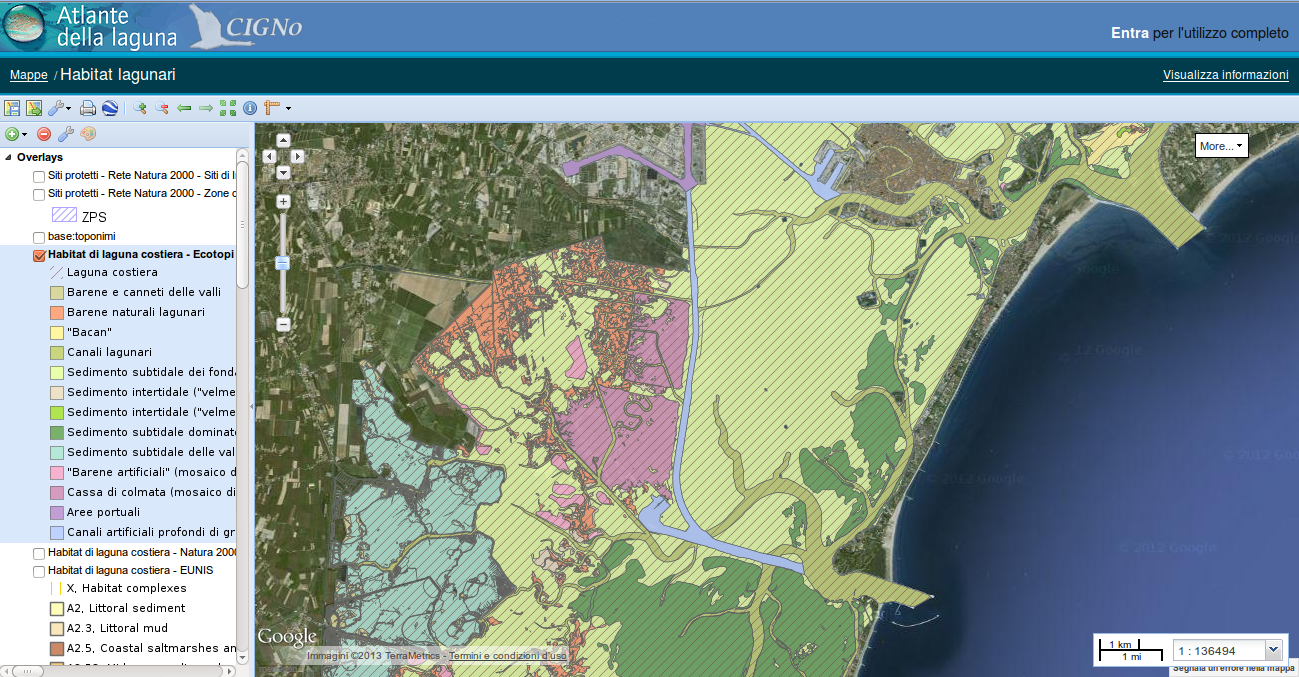 Atlante
della laguna
CIGNo
Entra per l'utilizzo completo
Mappe / Habitat lagunari
Visualizza informazioni
Overlays
Siti protetti - Rete Natura 2000 - Siti di
Siti protetti - Rete Natura 2000 - Zone
ZPS
base:toponimi
Habitat di laguna costiera - Ecotopi
Laguna costiera
Barene e canneti delle valli
Barene naturali lagunari
"Bacan"
Canali lagunari
Sedimento subtidale dei fonda
Sedimento intertidale ("velme
Sedimento intertidale ("velme
Sedimento subtidale dominat
Sedimento subtidale delle val
"Barene artificiali" (mosaico d
Cassa di colmata (mosaico di
Aree portuali
Canali artificiali profondi di gr
Habitat di laguna costiera - Natura 2000
Habitat di laguna costiera - EUNIS
X, Habitat complexes
A2, Littoral sediment
A2.3, Littoral mud
A2.5, Coastal saltmarshes an
More...
© 2012 Google
Google
12 Google
© 2012 Goo
© 2012 Google
© 2012 Google
Google
Immagini ©2013 TerraMetrics - Termini e condizioni d'uso
1 km
1 mi
1 : 136494
Segnala un errore nella mappa